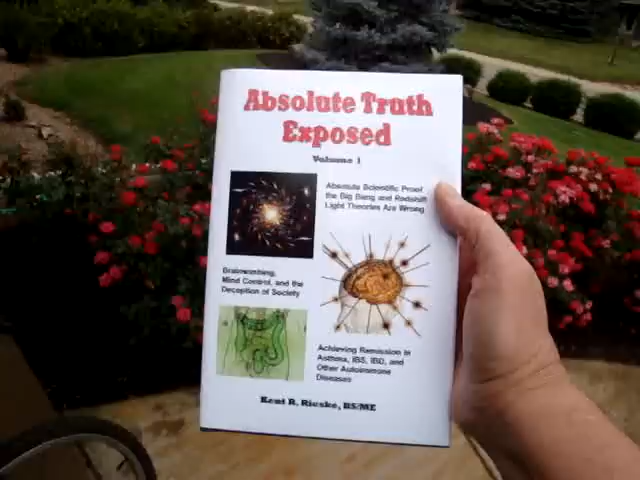 Absolute Truth
Exposed
Volume 1
Absolute Scientific Proof
the Big Bang and Redshift
Light Theories Are Wrong
Brainwashing,
Mind Control, and the
Deception of Society
Achieving Remission in
Asthma, IBS, IBD, and
Other Autoimmune
Diseases
Kent R. Rieske, BS/ME